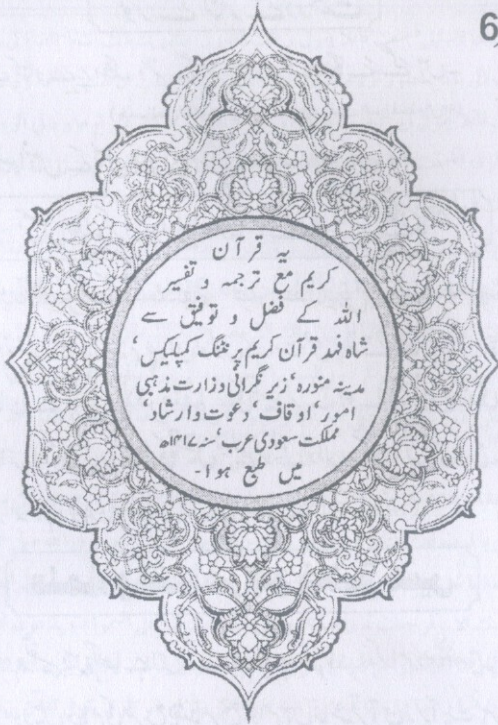 6
یہ قرآن
کریم مع ترجمہ و تفسیر
اللہ کے فضل و توفیق سے
شاہ فہد قرآن کریم پرنٹنگ کمپلیکس'
مدینہ منورہ' زیر نگرانی وزارت مذہبی
امور' اوقاف' دعوت وارشاد'
مملکت سعودی عرب' سنہ ۱۴۱۷ھ
میں طبع ہوا۔